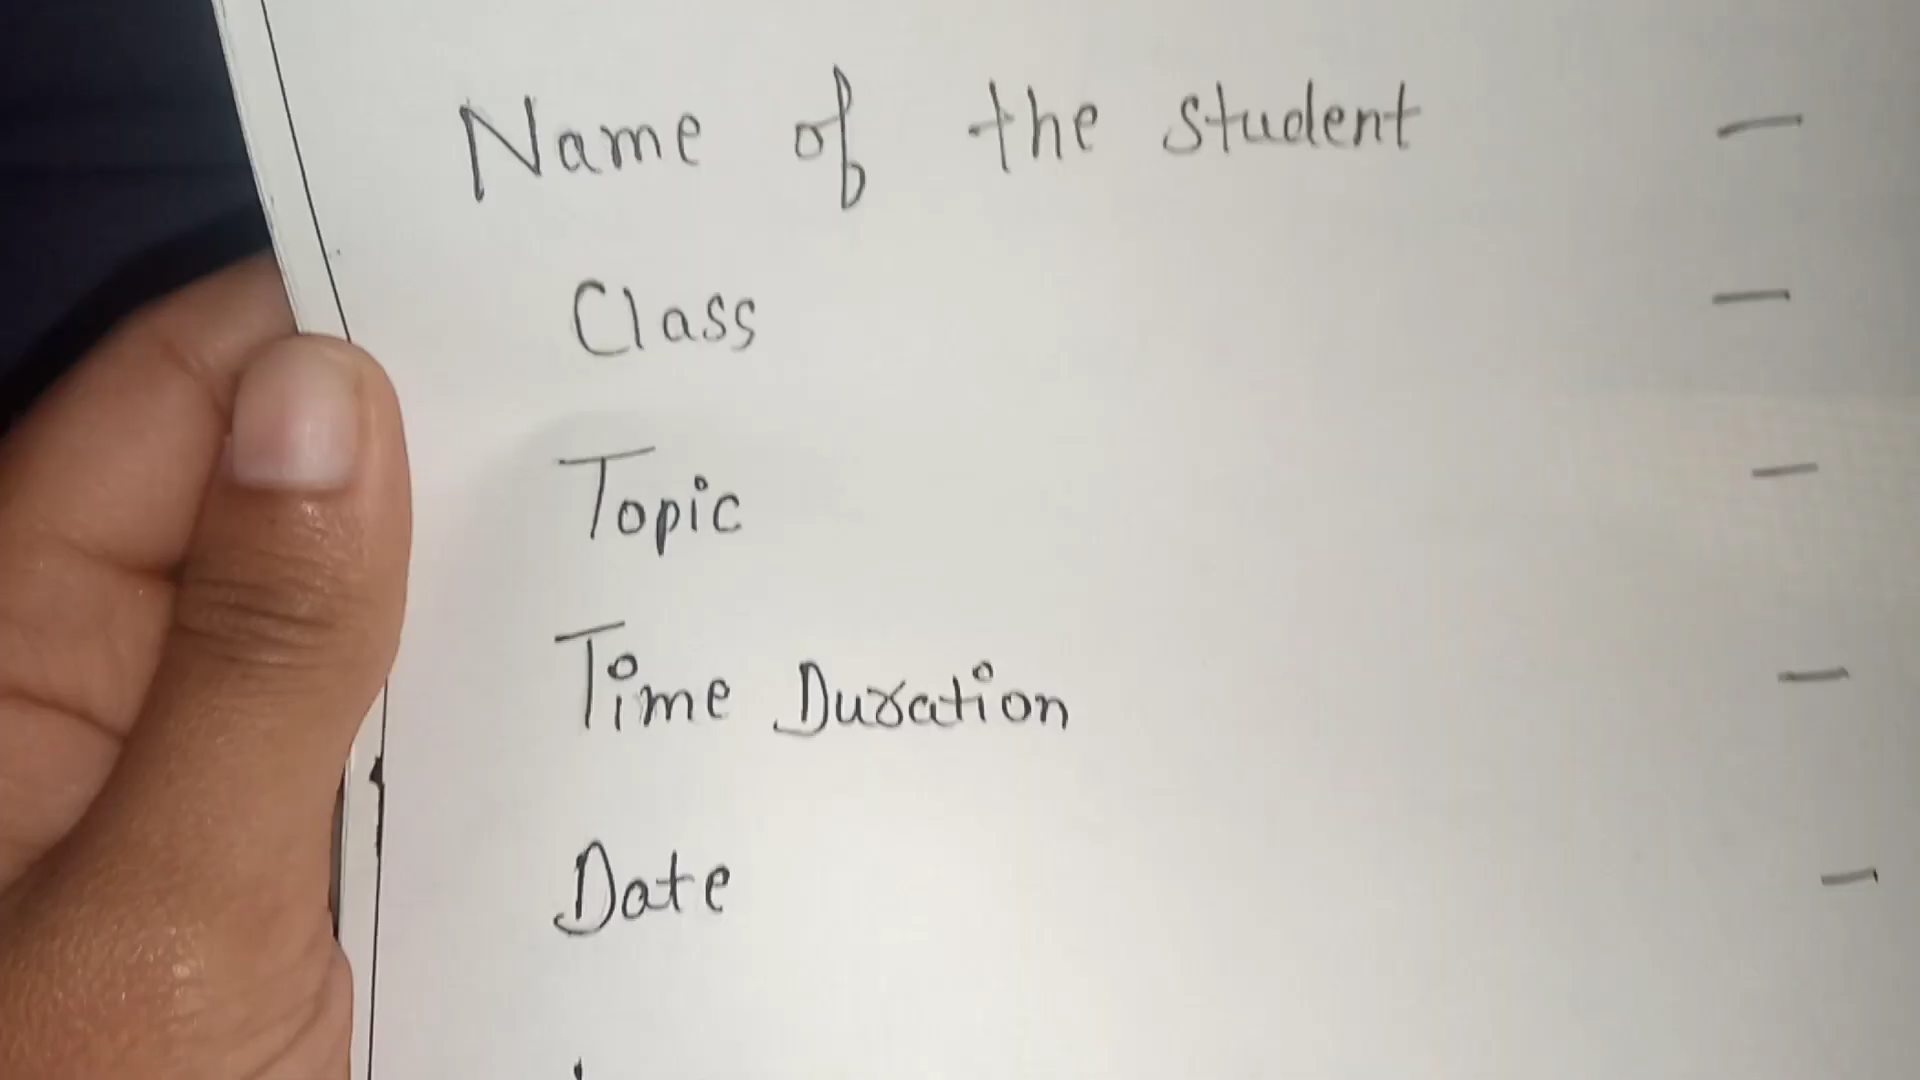 Name of the student -
Class -
Topic -
Time Duration -
Date -